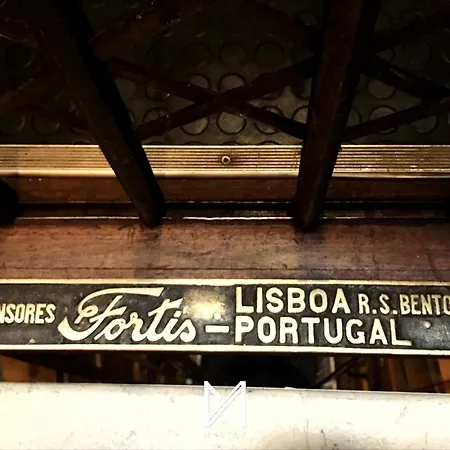 NSORES Fortis – LISBOA R.S. BENTO
PORTUGAL